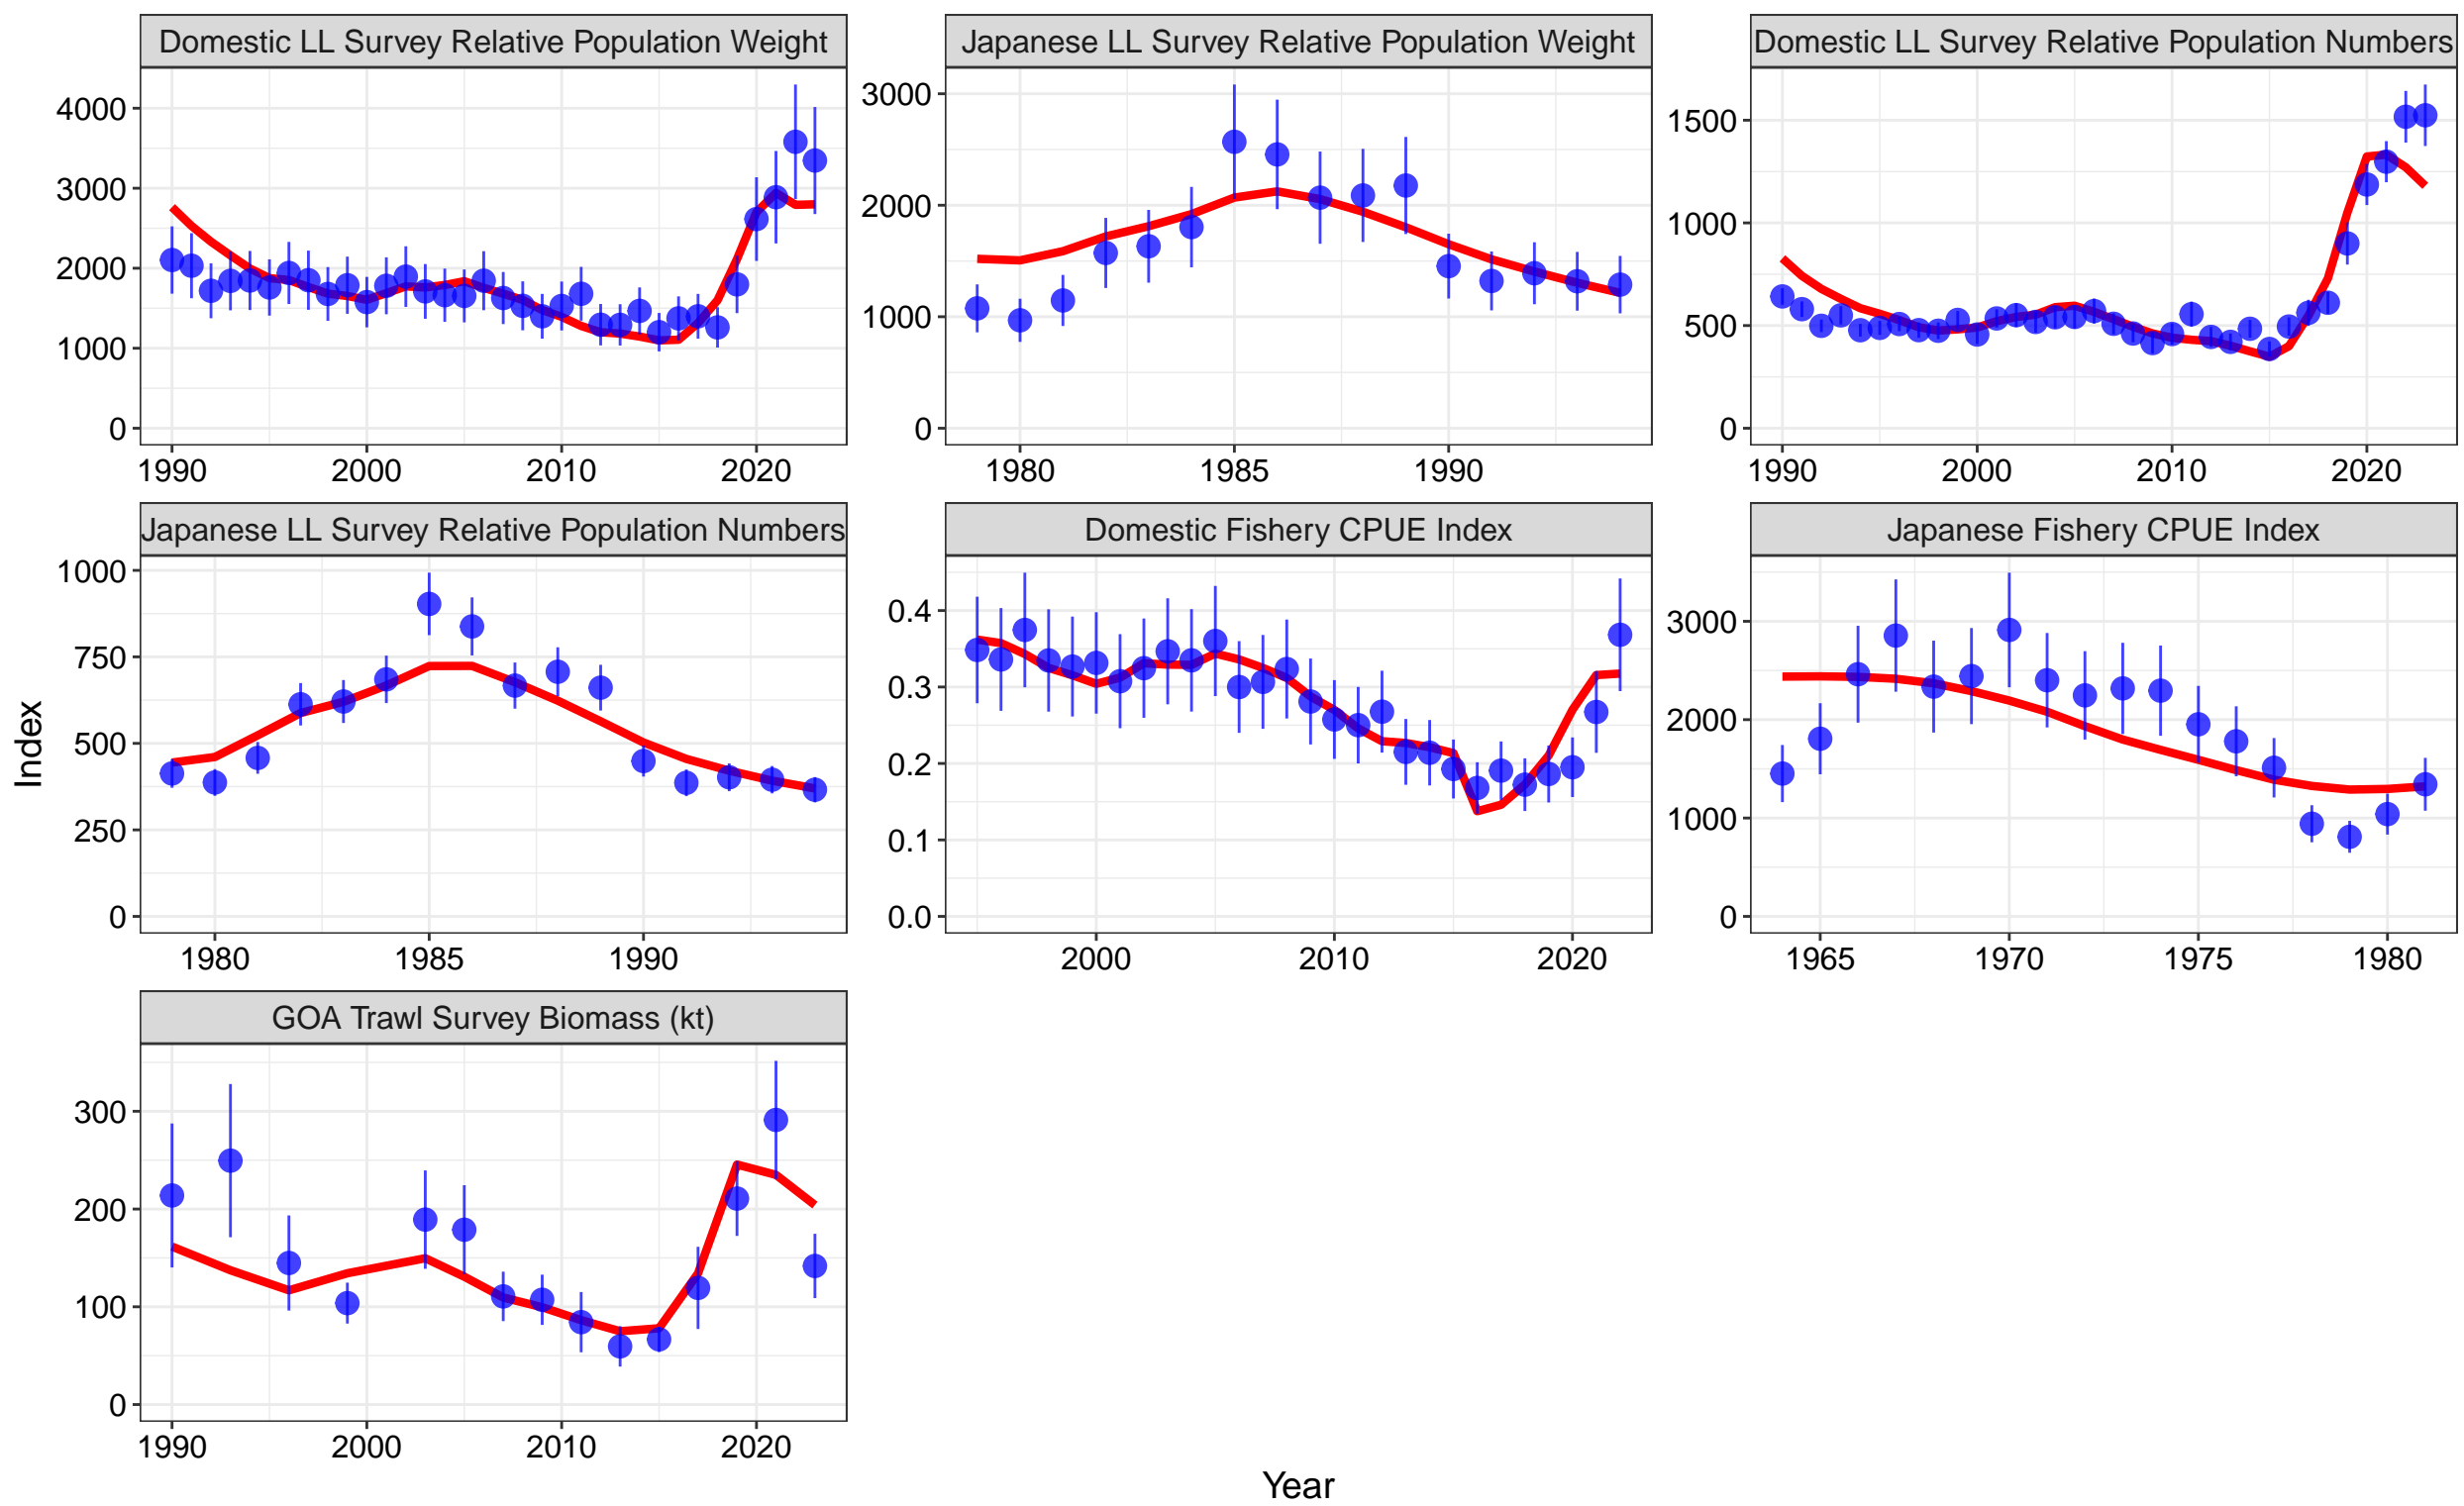 Domestic LL Survey Relative Population Weight
Japanese LL Survey Relative Population Weight
Domestic LL Survey Relative Population Numbers
4000
3000
2000
1000
0
1990 2000 2010 2020
3000
2000
1000
0
1980 1985 1990
1500
1000
500
0
1990 2000 2010 2020
Japanese LL Survey Relative Population Numbers
Domestic Fishery CPUE Index
Japanese Fishery CPUE Index
1000
750
500
250
0
1980 1985 1990
0.4
0.3
0.2
0.1
0.0
2000 2010 2020
3000
2000
1000
0
1965 1970 1975 1980
GOA Trawl Survey Biomass (kt)
300
200
100
0
1990 2000 2010 2020
Index
Year